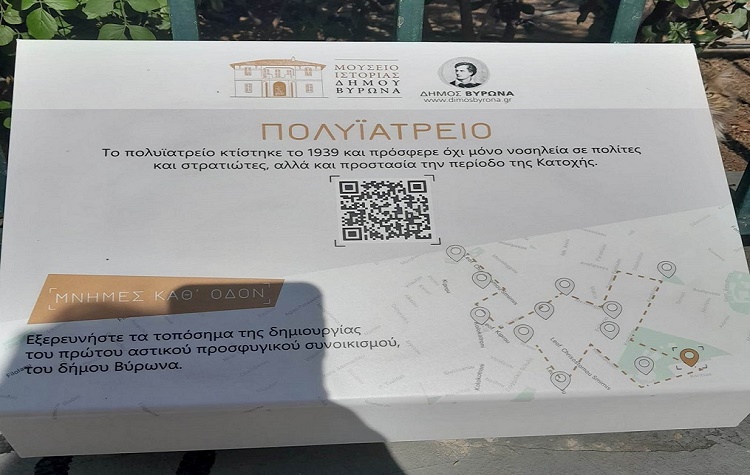 ΜΟΥΣΕΙΟ
ΙΣΤΟΡΙΑΣ
ΔΗΜΟΥ
ΒΥΡΩΝΑ
ΔΗΜΟΣ ΒΥΡΩΝΑ
www.dimosbyrona.gr
ΠΟΛΥΪΑΤΡΕΙΟ
Το πολυϊατρείο κτίστηκε το 1939 και πρόσφερε όχι μόνο νοσηλεία σε πολίτες
και στρατιώτες, αλλά και προστασία την περίοδο της Κατοχής.
ΜΝΗΜΕΣ ΚΑΘ' ΟΔΟΝ
Εξερευνήστε τα τοπόσημα της δημιουργίας
του πρώτου αστικού προσφυγικού συνοικισμού,
του δήμου Βύρωνα.